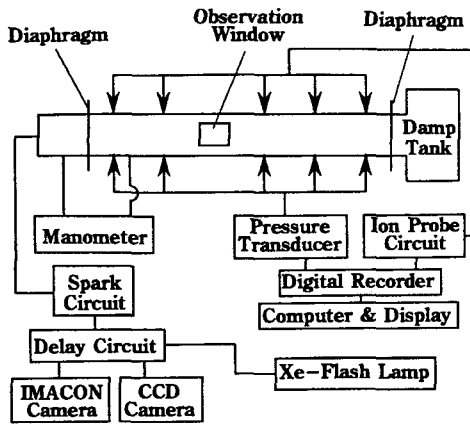 Observation
Window
Diaphragm
Diaphragm
Damp
Tank
Manometer
Pressure
Transducer
Ion Probe
Circuit
Spark
Circuit
Digital Recorder
Computer & Display
Delay Circuit
Xe-Flash Lamp
IMACON
Camera
CCD
Camera